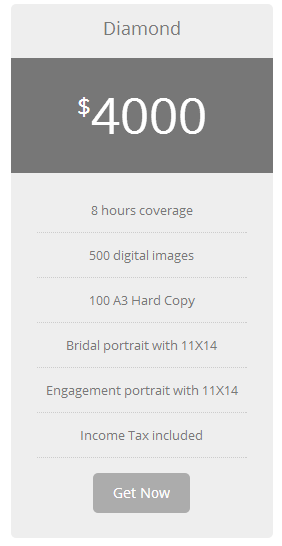 Diamond
$4000
8 hours coverage
500 digital images
100 A3 Hard Copy
Bridal portrait with 11X14
Engagement portrait with 11X14
Income Tax included
Get Now